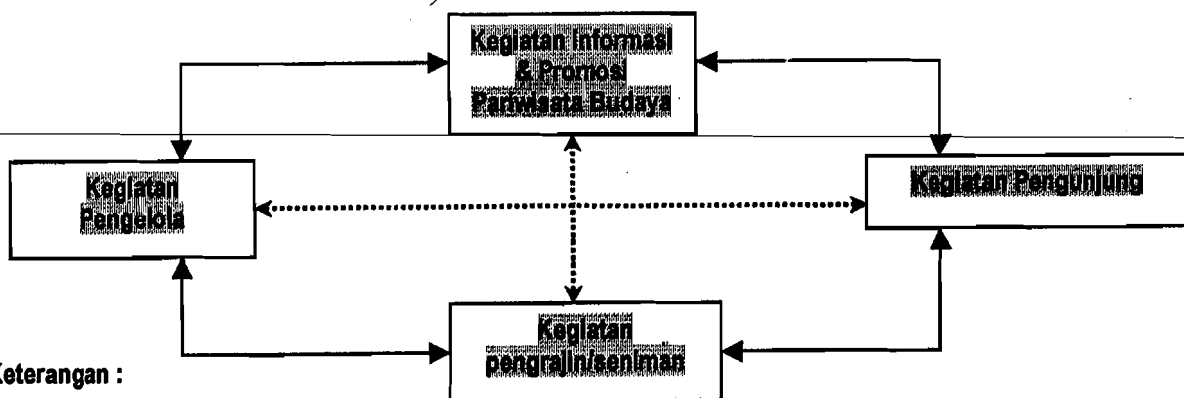 Kegiatan Informasi
& Promosi
Pariwisata Budaya
Kegiatan
Pengelola
Kegiatan Pengunjung
Kegiatan
pengrajin/seniman
Keterangan :